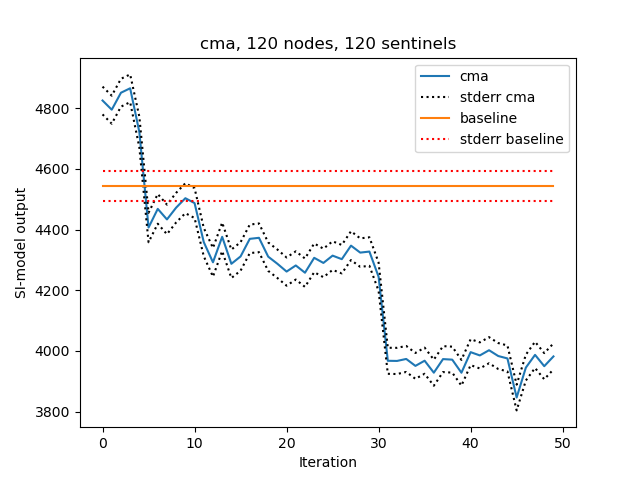 cma, 120 nodes, 120 sentinels
cma
stderr cma
baseline
stderr baseline
SI-model output
4800
4600
4400
4200
4000
3800
0 10 20 30 40 50
Iteration